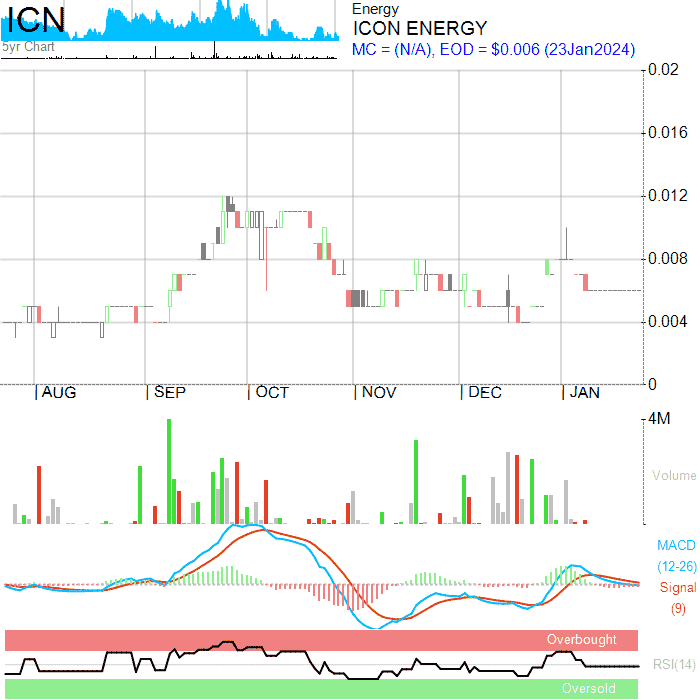 ICN
5yr Chart
Energy
ICON ENERGY
MC = (N/A), EOD = $0.006 (23Jan2024)
0.02
0.016
0.012
0.008
0.004
0
| AUG | SEP | OCT | NOV | DEC | JAN
4M
Volume
MACD
(12-26)
Signal
(9)
Overbought
RSI(14)
Oversold